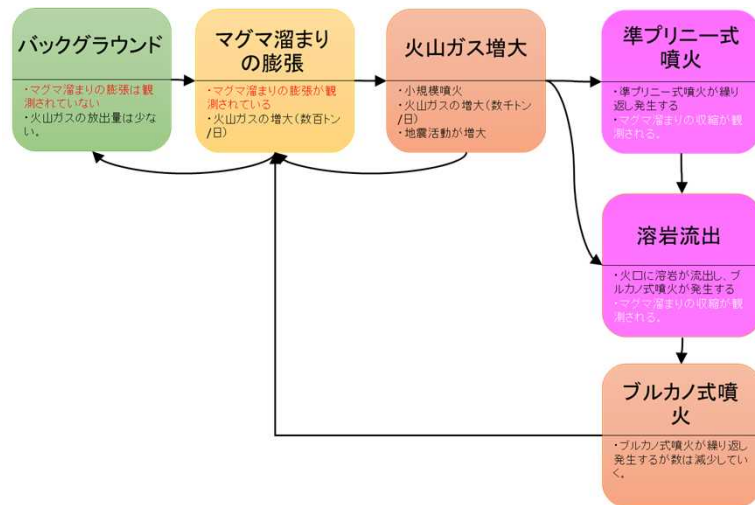 バックグラウンド
・マグマ溜まりの膨張は観
測されていない
・火山ガスの放出量は少な
い。
マグマ溜まり
の膨張
・マグマ溜まりの膨張が観
測されている
・火山ガスの増大(数百トン
/日)
火山ガス増大
・小規模噴火
・火山ガスの増大(数千トン
/日)
・地震活動が増大
準プリニー式
噴火
・準プリニー式噴火が繰り
返し発生する
・マグマ溜まりの収縮が観
測される。
溶岩流出
・火口に溶岩が流出し、ブ
ルカノ式噴火が発生する
・マグマ溜まりの収縮が観
測される。
ブルカノ式噴
火
・ブルカノ式噴火が繰り返し
発生するが数は減少してい
く。